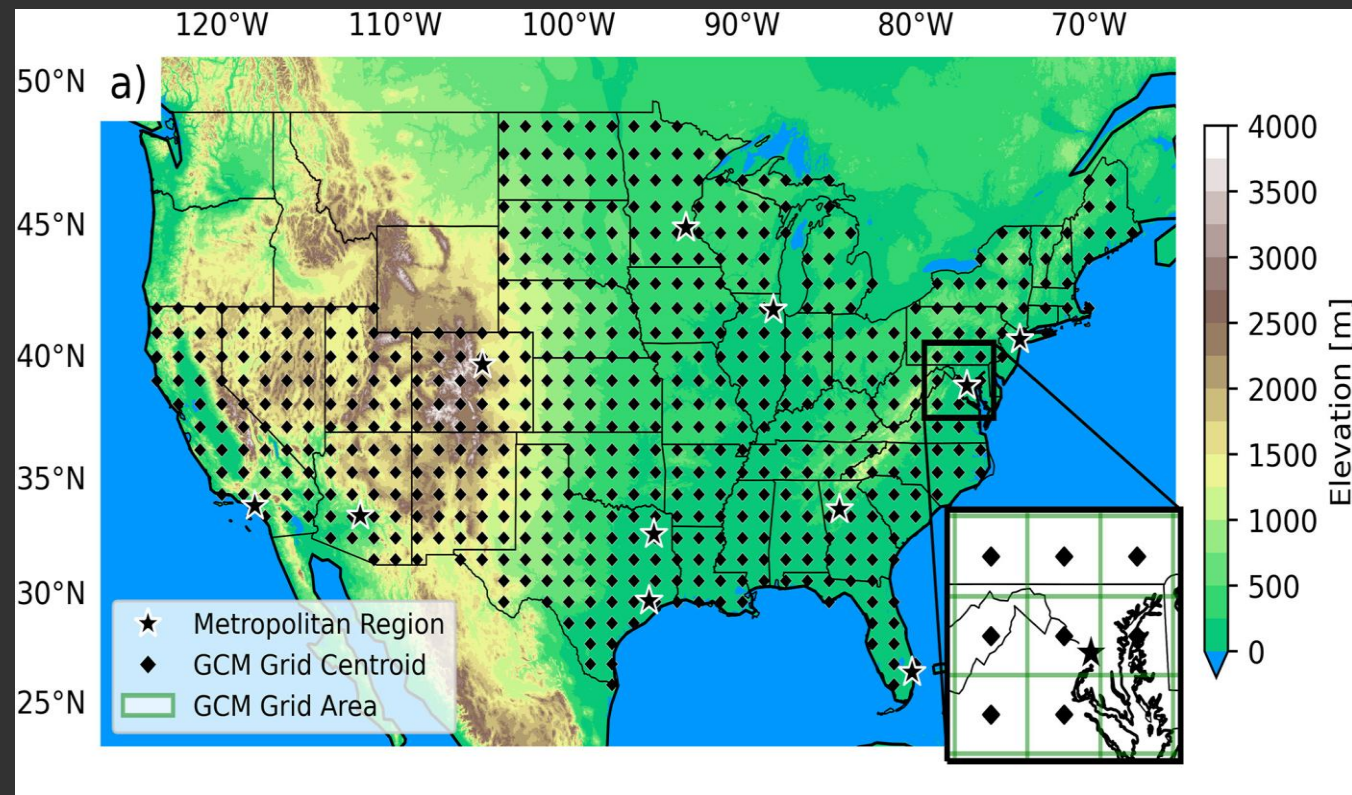 120°W 110°W 100°W 90°W 80°W 70°W
a)
50°N
45°N
40°N
35°N
30°N
25°N
Metropolitan Region
GCM Grid Centroid
GCM Grid Area
4000
3500
3000
2500
2000
1500
1000
500
0
Elevation [m]